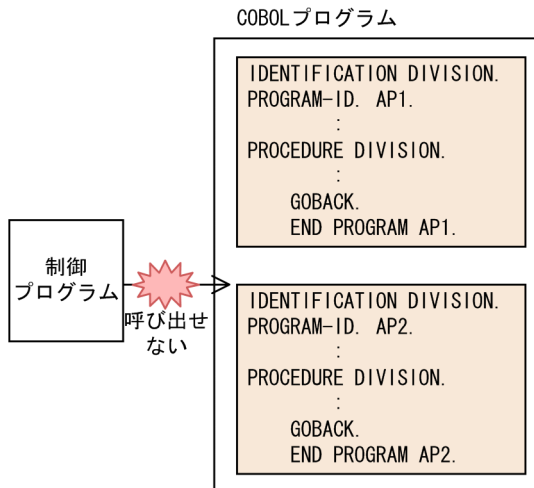 COBOLプログラム
IDENTIFICATION DIVISION.
PROGRAM-ID. AP1.
:
PROCEDURE DIVISION.
:
GOBACK.
END PROGRAM AP1.
制御
プログラム
呼び出せ
ない
IDENTIFICATION DIVISION.
PROGRAM-ID. AP2.
:
PROCEDURE DIVISION.
:
GOBACK.
END PROGRAM AP2.